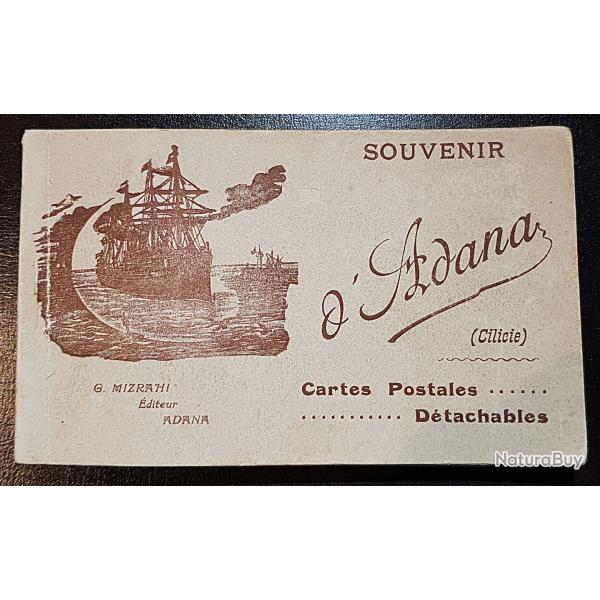 SOUVENIR
d'Adana
(Cilicie)
G. MIZRAHI
Éditeur
ADANA
Cartes Postales ......
........... Détachables
NaturaBuy